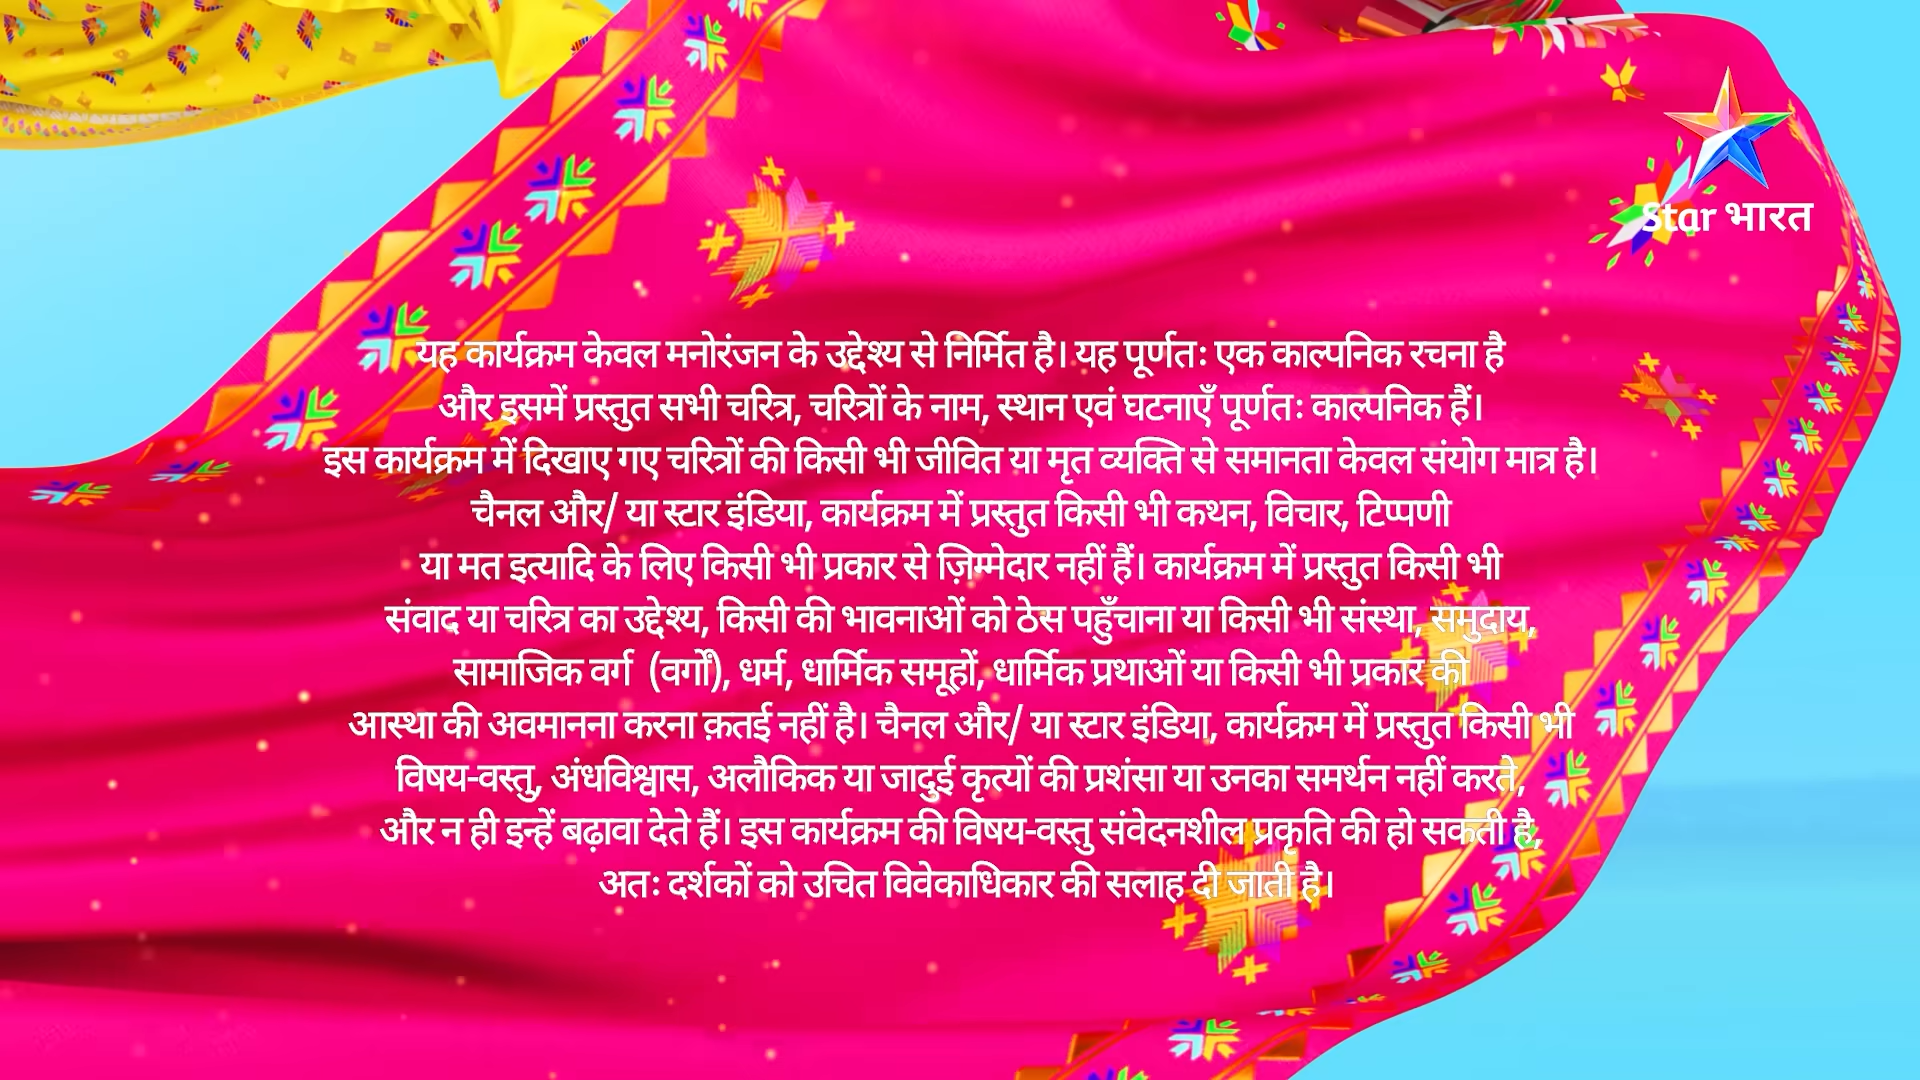 Star भारत
यह कार्यक्रम केवल मनोरंजन के उद्देश्य से निर्मित है। यह पूर्णतः एक काल्पनिक रचना है
और इसमें प्रस्तुत सभी चरित्र, चरित्रों के नाम, स्थान एवं घटनाएँ पूर्णतः काल्पनिक हैं।
इस कार्यक्रम में दिखाए गए चरित्रों की किसी भी जीवित या मृत व्यक्ति से समानता केवल संयोग मात्र है।
चैनल और/ या स्टार इंडिया, कार्यक्रम में प्रस्तुत किसी भी कथन, विचार, टिप्पणी
या मत इत्यादि के लिए किसी भी प्रकार से ज़िम्मेदार नहीं हैं। कार्यक्रम में प्रस्तुत किसी भी
संवाद या चरित्र का उद्देश्य, किसी की भावनाओं को ठेस पहुँचाना या किसी भी संस्था, समुदाय,
सामाजिक वर्ग (वर्गों), धर्म, धार्मिक समूहों, धार्मिक प्रथाओं या किसी भी प्रकार की
आस्था की अवमानना करना क़तई नहीं है। चैनल और/ या स्टार इंडिया, कार्यक्रम में प्रस्तुत किसी भी
विषय-वस्तु, अंधविश्वास, अलौकिक या जादुई कृत्यों की प्रशंसा या उनका समर्थन नहीं करते,
और न ही इन्हें बढ़ावा देते हैं। इस कार्यक्रम की विषय-वस्तु संवेदनशील प्रकृति की हो सकती है,
अतः दर्शकों को उचित विवेकाधिकार की सलाह दी जाती है।